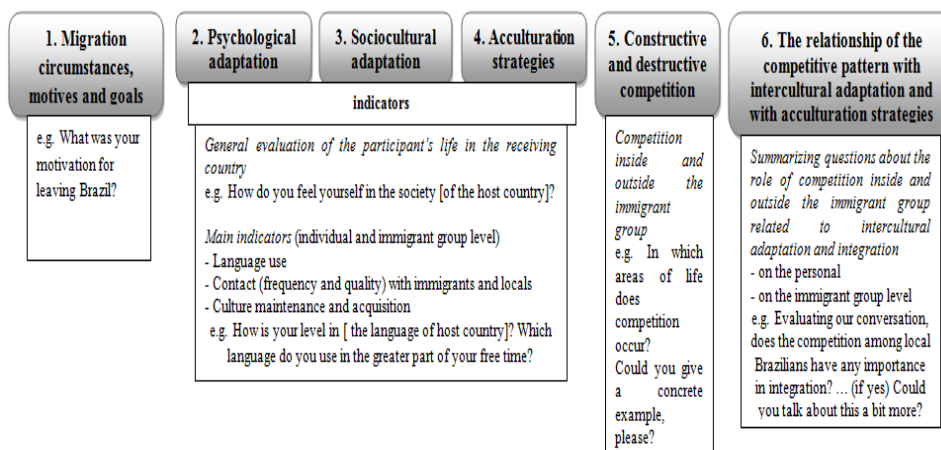 1. Migration
circumstances,
motives and goals
e.g. What was your
motivation for
leaving Brazil?
2. Psychological
adaptation
3. Sociocultural
adaptation
4. Acculturation
strategies
indicators
General evaluation of the participant's life in the receiving
country
e.g. How do you feel yourself in the society [of the host country]?
Main indicators (individual and immigrant group level)
- Language use
- Contact (frequency and quality) with immigrants and locals
- Culture maintenance and acquisition
e.g. How is your level in [ the language of host country]? Which
language do you use in the greater part of your free time?
5. Constructive
and destructive
competition
Competition
inside and
outside the
immigrant
group
e.g. In which
areas of life
does
competition
occur?
Could you give
a concrete
example,
please?
6. The relationship of the
competitive pattern with
intercultural adaptation and
with acculturation strategies
Summarizing questions about the
role of competition inside and
outside the immigrant group
related to intercultural
adaptation and integration
- on the personal
- on the immigrant group level
e.g. Evaluating our conversation,
does the competition among local
Brazilians have any importance
in integration? ... (if yes) Could
you talk about this a bit more?